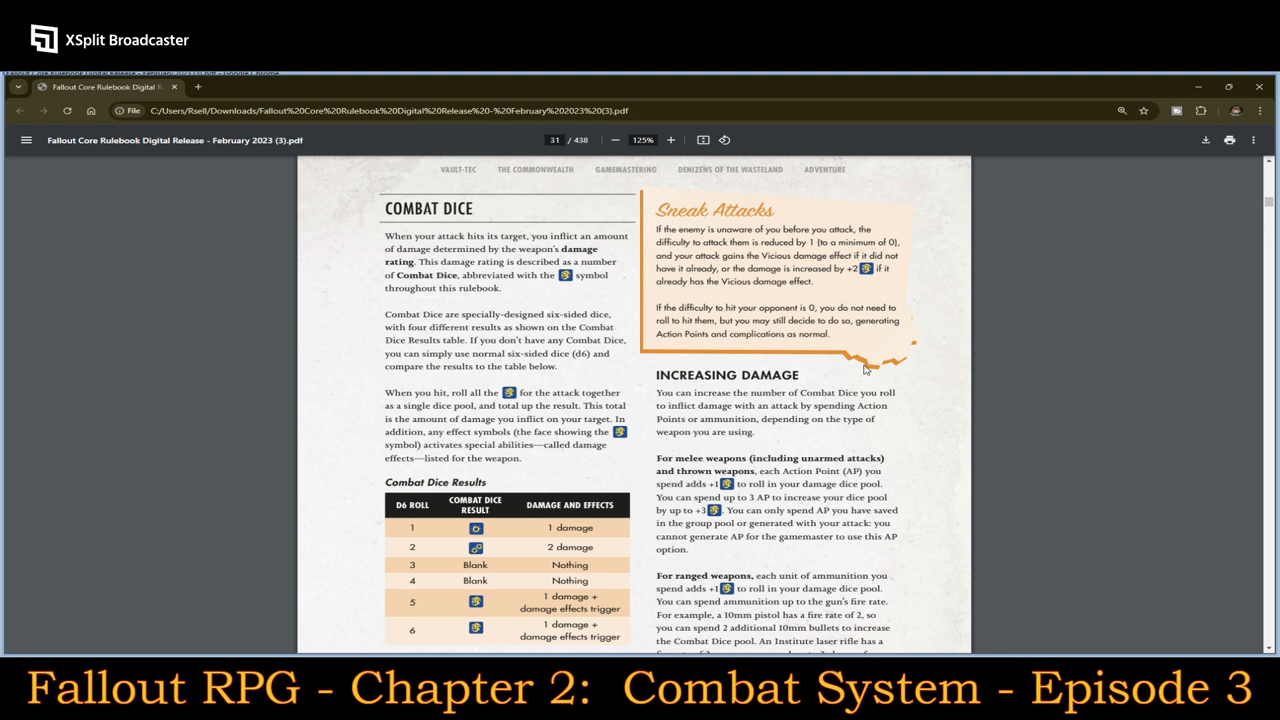 XSplit Broadcaster
Fallout Core Rulebook Digital Release - February 2023 (3).pdf - Google Chrome
Fallout Core Rulebook Digital R
File
C:/Users/Rsell/Downloads/Fallout%20Core%20Rulebook%20Digital%20Release%20-%20February%202023%20(3).pdf
Fallout Core Rulebook Digital Release - February 2023 (3).pdf
31 / 438
125%
VAULT-TEC THE COMMONWEALTH GAMEMASTERING DENIZENS OF THE WASTELAND ADVENTURE
COMBAT DICE
When your attack hits its target, you inflict an amount
of damage determined by the weapon's damage
rating. This damage rating is described as a number
of Combat Dice, abbreviated with the symbol
throughout this rulebook.
Combat Dice are specially-designed six-sided dice,
with four different results as shown on the Combat
Dice Results table. If you don't have any Combat Dice,
you can simply use normal six-sided dice (d6) and
compare the results to the table below.
When you hit, roll all the for the attack together
as a single dice pool, and total up the result. This total
is the amount of damage you inflict on your target. In
addition, any effect symbols (the face showing the
symbol) activates special abilities—called damage
effects—listed for the weapon.
Combat Dice Results
D6 ROLL COMBAT DICE RESULT DAMAGE AND EFFECTS
1 1 damage
2 2 damage
3 Blank Nothing
4 Blank Nothing
5 1 damage + damage effects trigger
6 1 damage + damage effects trigger
Sneak Attacks
If the enemy is unaware of you before you attack, the
difficulty to attack them is reduced by 1 (to a minimum of 0),
and your attack gains the Vicious damage effect if it did not
have it already, or the damage is increased by +2 if it
already has the Vicious damage effect.
If the difficulty to hit your opponent is 0, you do not need to
roll to hit them, but you may still decide to do so, generating
Action Points and complications as normal.
INCREASING DAMAGE
You can increase the number of Combat Dice you roll
to inflict damage with an attack by spending Action
Points or ammunition, depending on the type of
weapon you are using.
For melee weapons (including unarmed attacks)
and thrown weapons, each Action Point (AP) you
spend adds +1 to roll in your damage dice pool.
You can spend up to 3 AP to increase your dice pool
by up to +3. You can only spend AP you have saved
in the group pool or generated with your attack: you
cannot generate AP for the gamemaster to use this AP
option.
For ranged weapons, each unit of ammunition you
spend adds +1 to roll in your damage dice pool.
You can spend ammunition up to the gun's fire rate.
For example, a 10mm pistol has a fire rate of 2, so
you can spend 2 additional 10mm bullets to increase
the Combat Dice pool. An Institute laser rifle has a
Fallout RPG - Chapter 2: Combat System - Episode 3